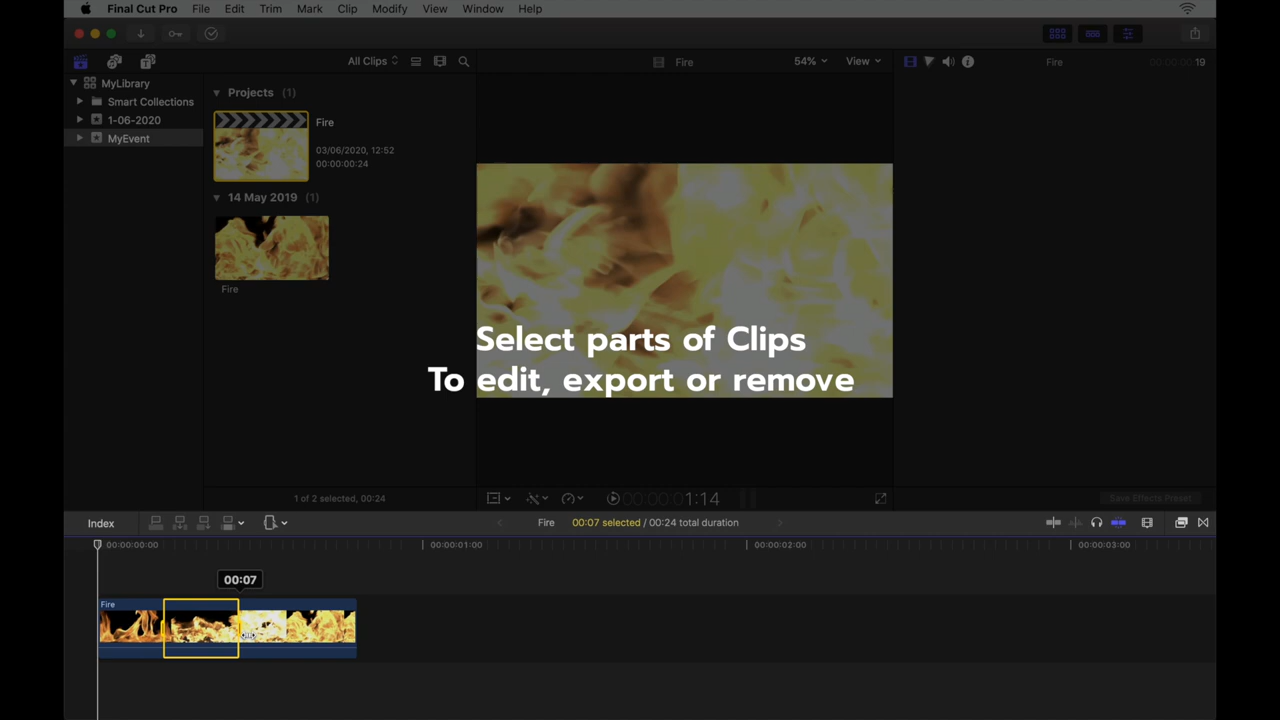 Final Cut Pro File Edit Trim Mark Clip Modify View Window Help
All Clips
Fire 54% View
Fire 00:00:00:19
MyLibrary
Smart Collections
1-06-2020
MyEvent
Projects (1)
Fire
03/06/2020, 12:52
00:00:00:24
14 May 2019 (1)
Fire
Select parts of Clips
To edit, export or remove
1 of 2 selected, 00:24
00:00:00:01:14
Save Effects Preset
Index
Fire 00:07 selected / 00:24 total duration
00:00:00:00 00:00:01:00 00:00:02:00 00:00:03:00
00:07
Fire